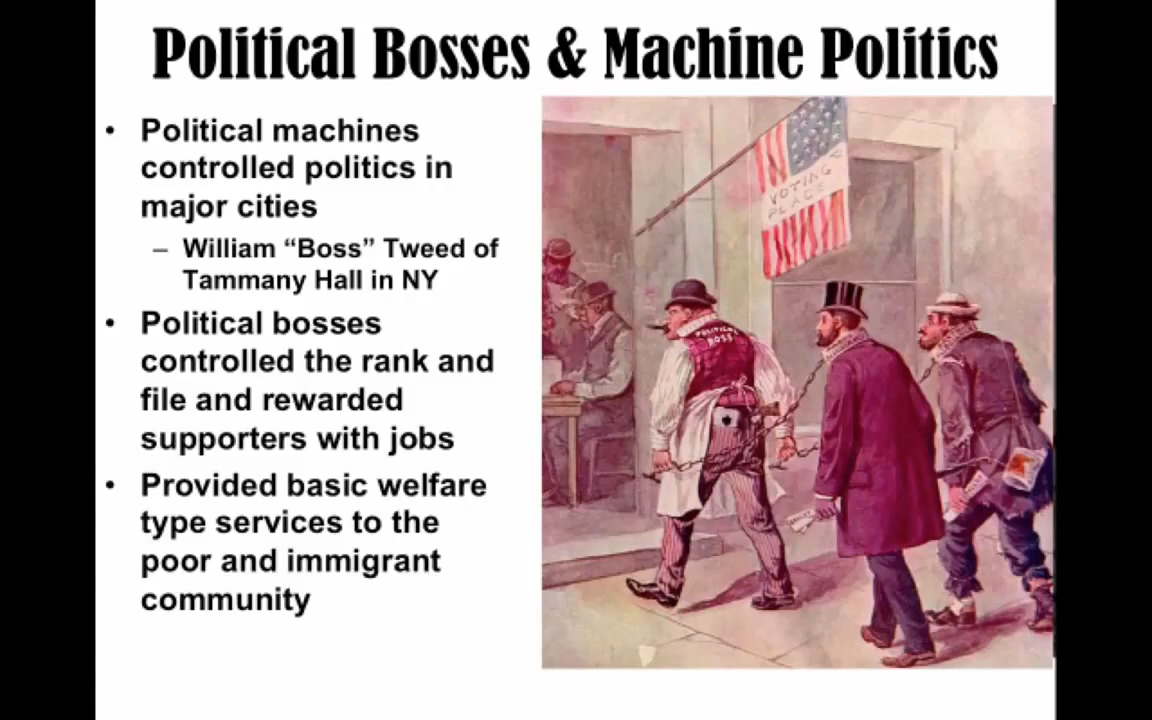 Political Bosses & Machine Politics
• Political machines
controlled politics in
major cities
– William “Boss” Tweed of
Tammany Hall in NY
• Political bosses
controlled the rank and
file and rewarded
supporters with jobs
• Provided basic welfare
type services to the
poor and immigrant
community
VOTING
PLACE
POLITICAL
BOSS